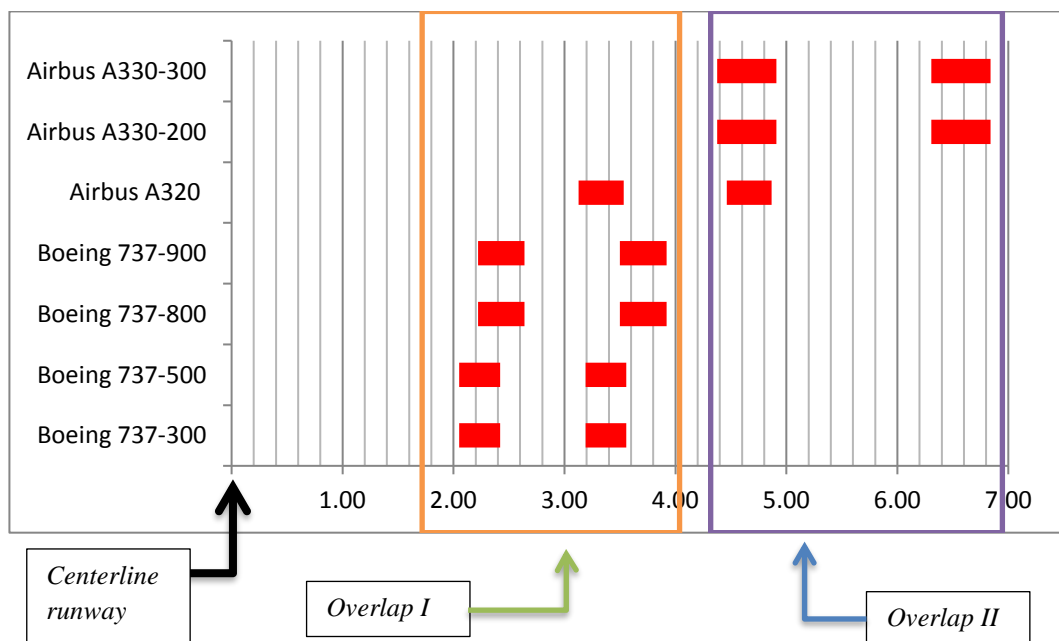 Airbus A330-300
Airbus A330-200
Airbus A320
Boeing 737-900
Boeing 737-800
Boeing 737-500
Boeing 737-300
1.00 2.00 3.00 4.00 5.00 6.00 7.00
Centerline
runway
Overlap I
Overlap II